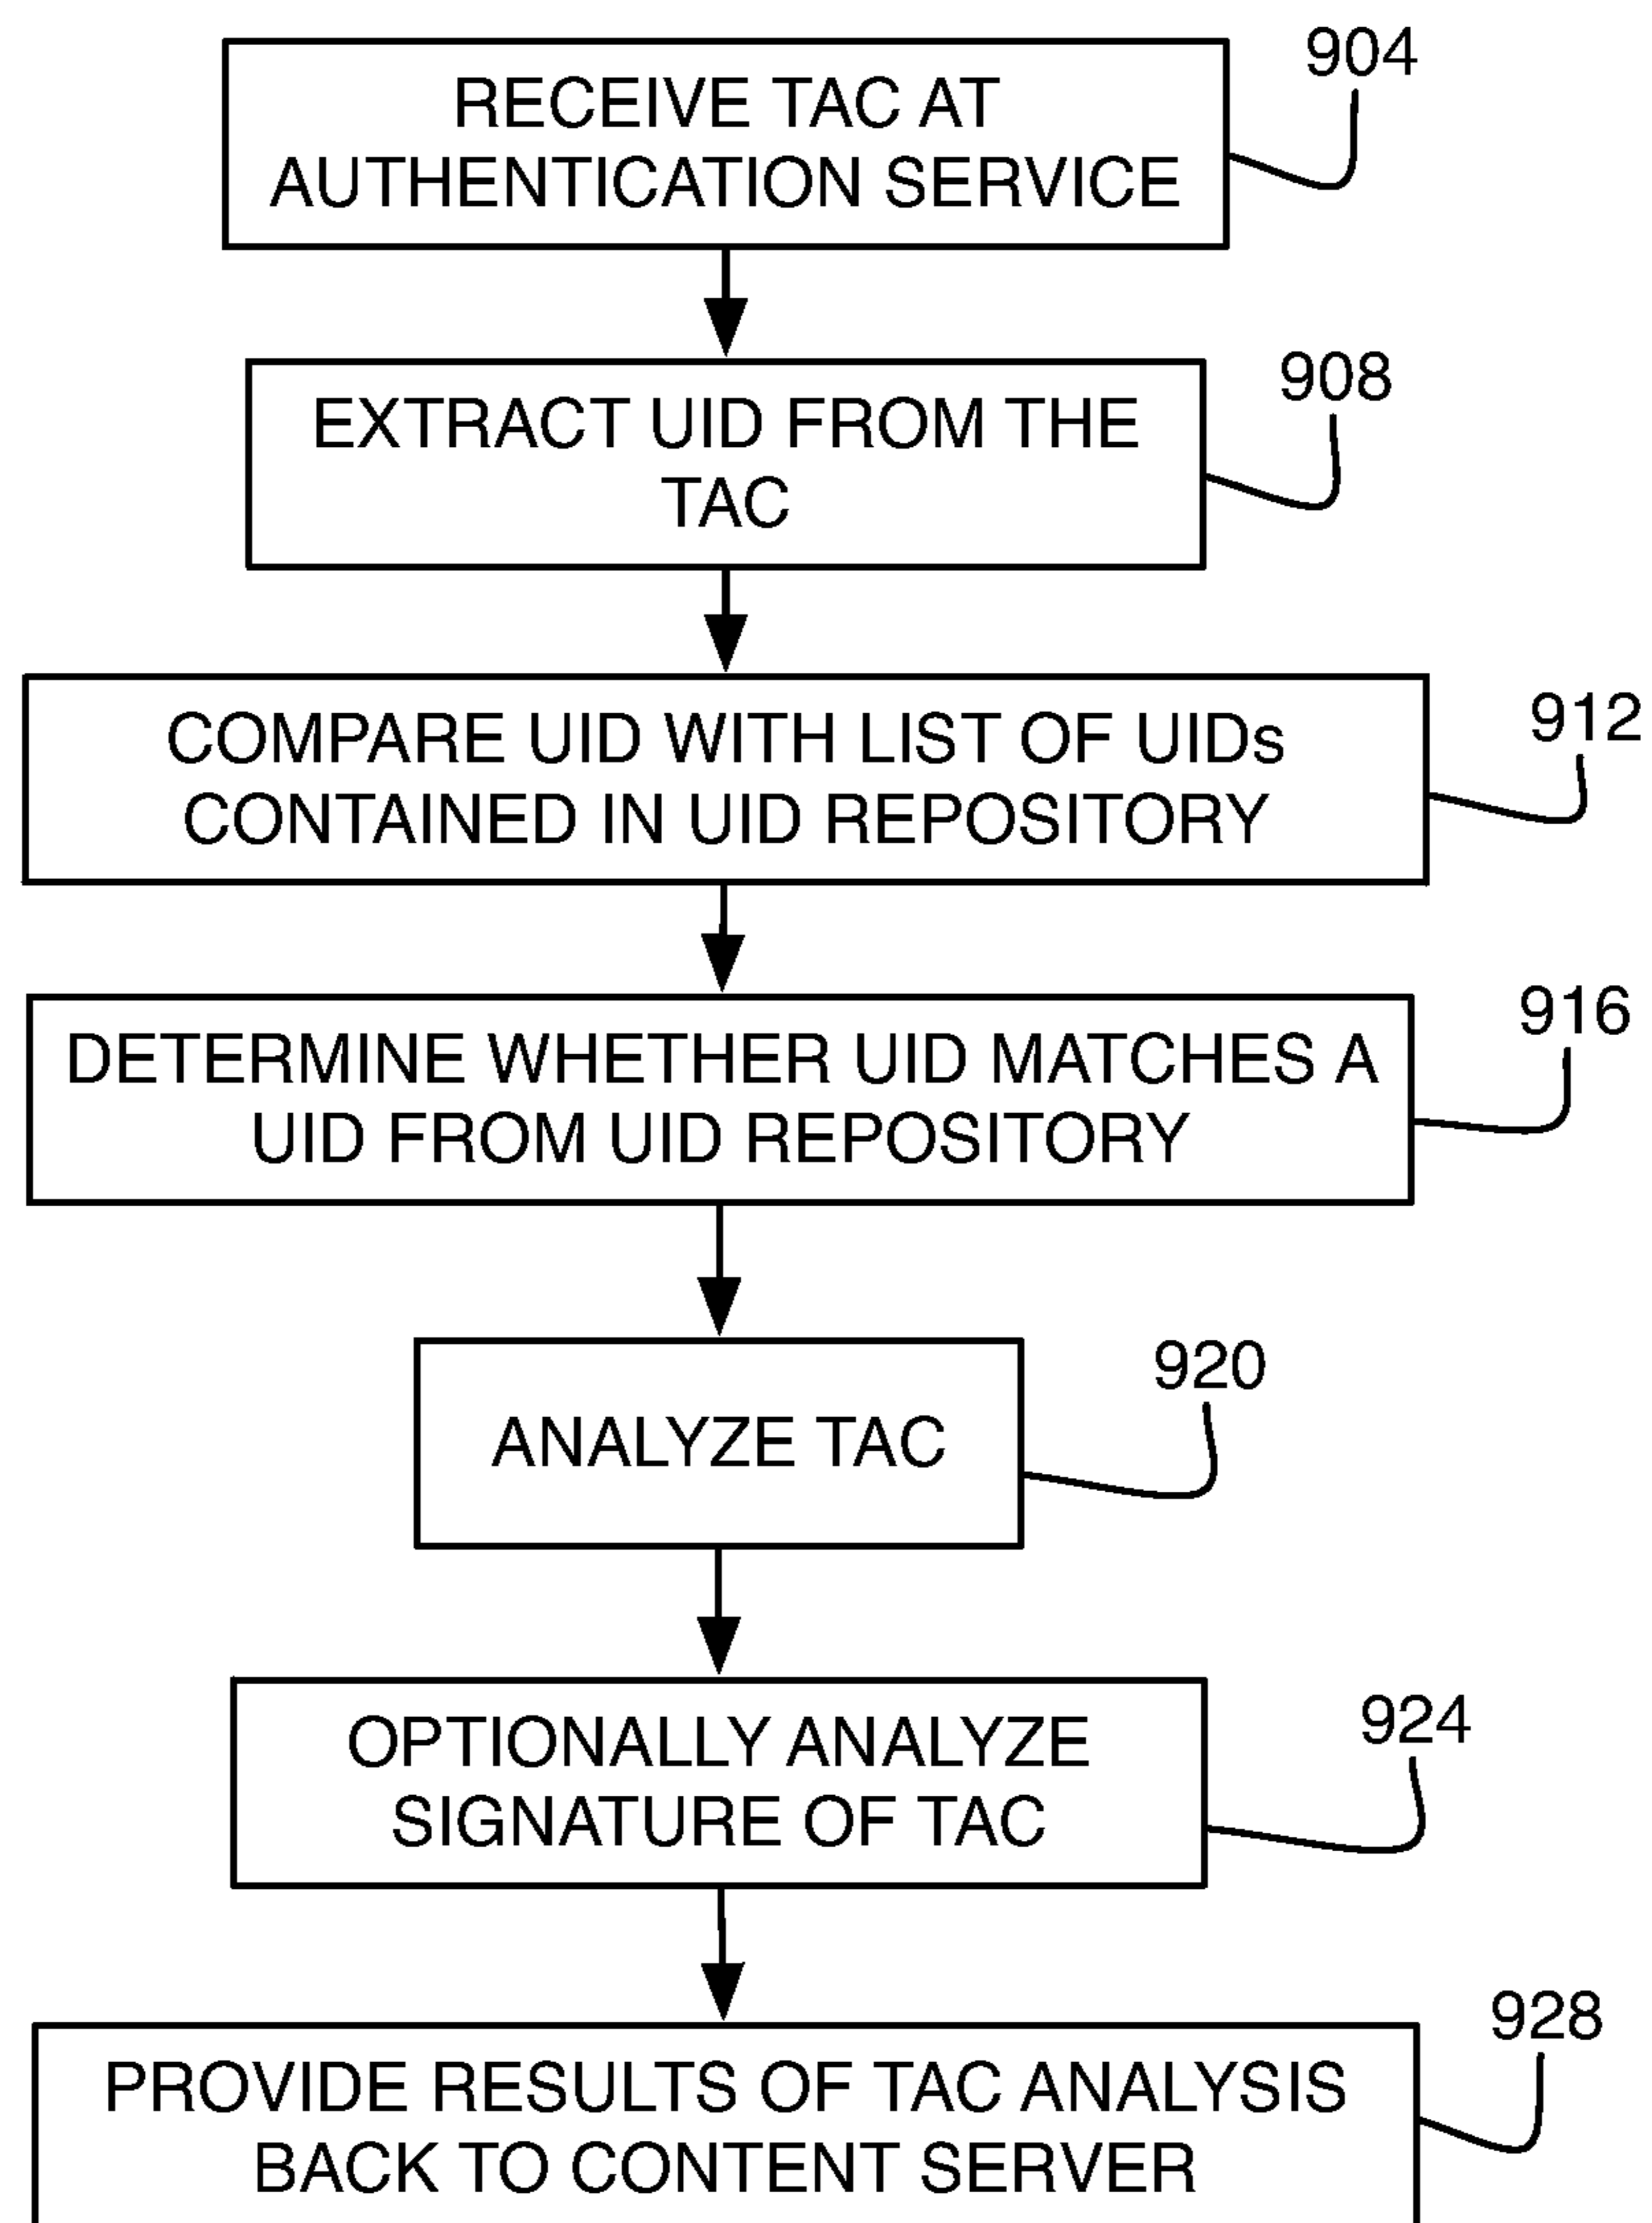 904
RECEIVE TAC AT
AUTHENTICATION SERVICE
908
EXTRACT UID FROM THE
TAC
912
COMPARE UID WITH LIST OF UIDs
CONTAINED IN UID REPOSITORY
916
DETERMINE WHETHER UID MATCHES A
UID FROM UID REPOSITORY
920
ANALYZE TAC
924
OPTIONALLY ANALYZE
SIGNATURE OF TAC
928
PROVIDE RESULTS OF TAC ANALYSIS
BACK TO CONTENT SERVER